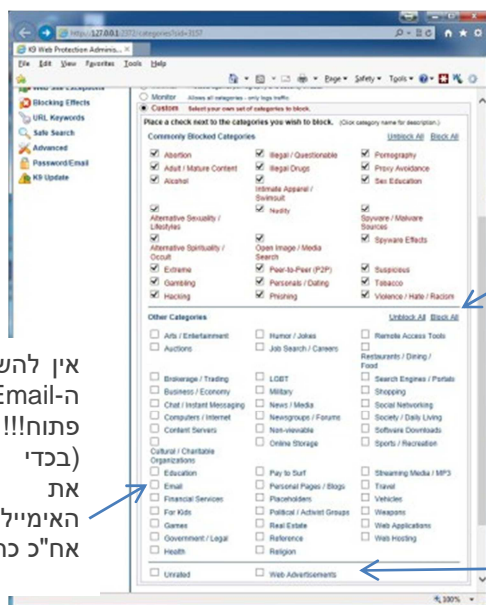 http://127.0.0.1:2372/categories?sid=3157
K9 Web Protection Adminis... ×
File Edit View Favorites Tools Help
Page Safety Tools
Web Site Exceptions
Blocking Effects
URL Keywords
Safe Search
Advanced
Password/Email
K9 Update
Monitor Allows all categories - only logs traffic
Custom Select your own set of categories to block.
Place a check next to the categories you wish to block. (Click category name for description.)
Commonly Blocked Categories Unblock All Block All
Abortion Illegal / Questionable Pornography
Adult / Mature Content Illegal Drugs Proxy Avoidance
Alcohol Intimate Apparel / Swimsuit Sex Education
Alternative Sexuality / Lifestyles Nudity Spyware / Malware Sources
Alternative Spirituality / Occult Open Image / Media Search Spyware Effects
Extreme Peer-to-Peer (P2P) Suspicious
Gambling Personals / Dating Tobacco
Hacking Phishing Violence / Hate / Racism
Other Categories Unblock All Block All
Arts / Entertainment Humor / Jokes Remote Access Tools
Auctions Job Search / Careers Restaurants / Dining / Food
Brokerage / Trading LGBT Search Engines / Portals
Business / Economy Military Shopping
Chat / Instant Messaging News / Media Social Networking
Computers / Internet Newsgroups / Forums Society / Daily Living
Content Servers Non-viewable Software Downloads
Cultural / Charitable Organizations Online Storage Sports / Recreation
Education Pay to Surf Streaming Media / MP3
Email Personal Pages / Blogs Travel
Financial Services Placeholders Vehicles
For Kids Political / Activist Groups Weapons
Games Real Estate Web Applications
Government / Legal Reference Web Hosting
Health Religion
Unrated Web Advertisements
100%
אין להש
ה-Email
פתוח!!!
(בכדי
את
האימייל
אח"כ כר